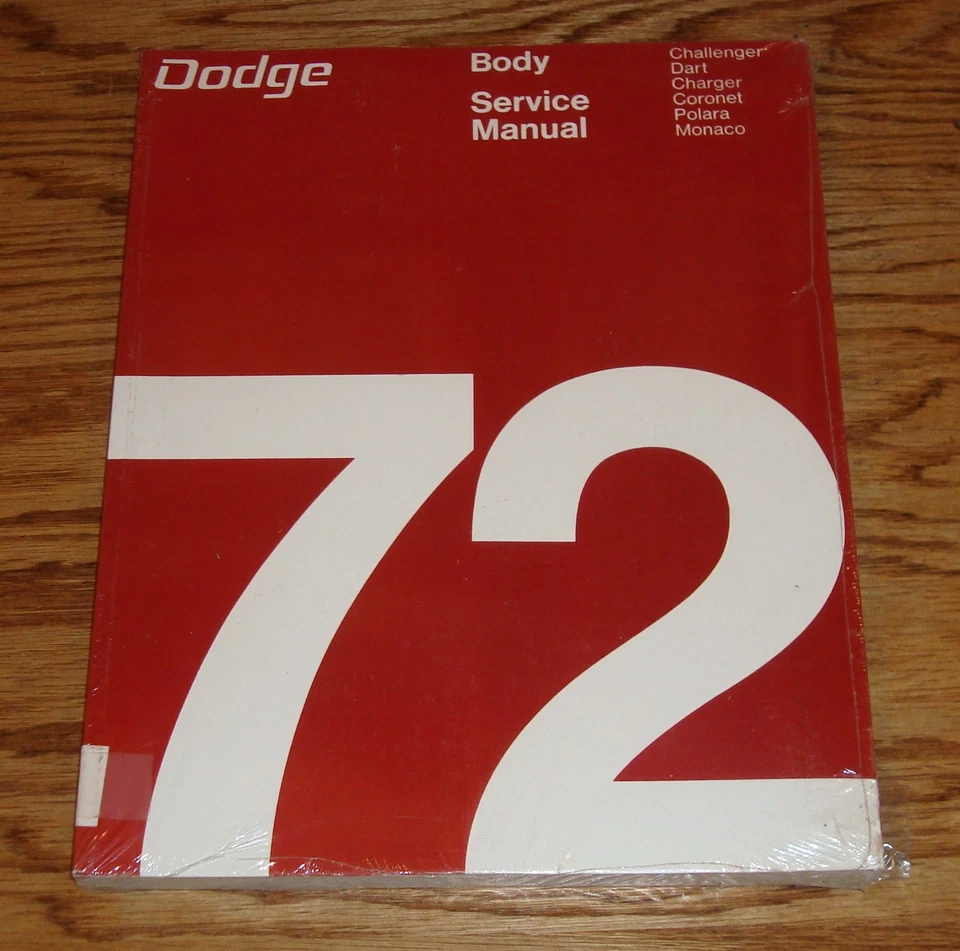 Dodge
Body
Service
Manual
Challenger
Dart
Charger
Coronet
Polara
Monaco
72